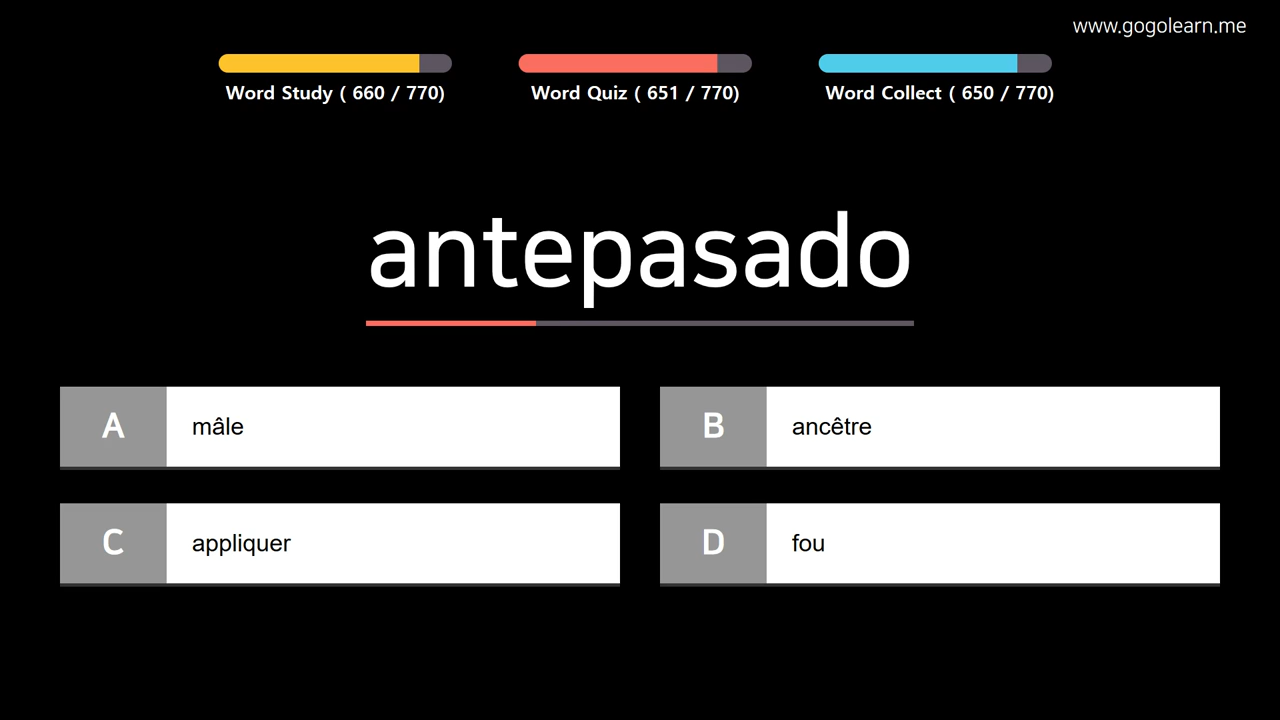 www.gogolearn.me
Word Study ( 660 / 770)
Word Quiz ( 651 / 770)
Word Collect ( 650 / 770)
antepasado
A mâle
B ancêtre
C appliquer
D fou